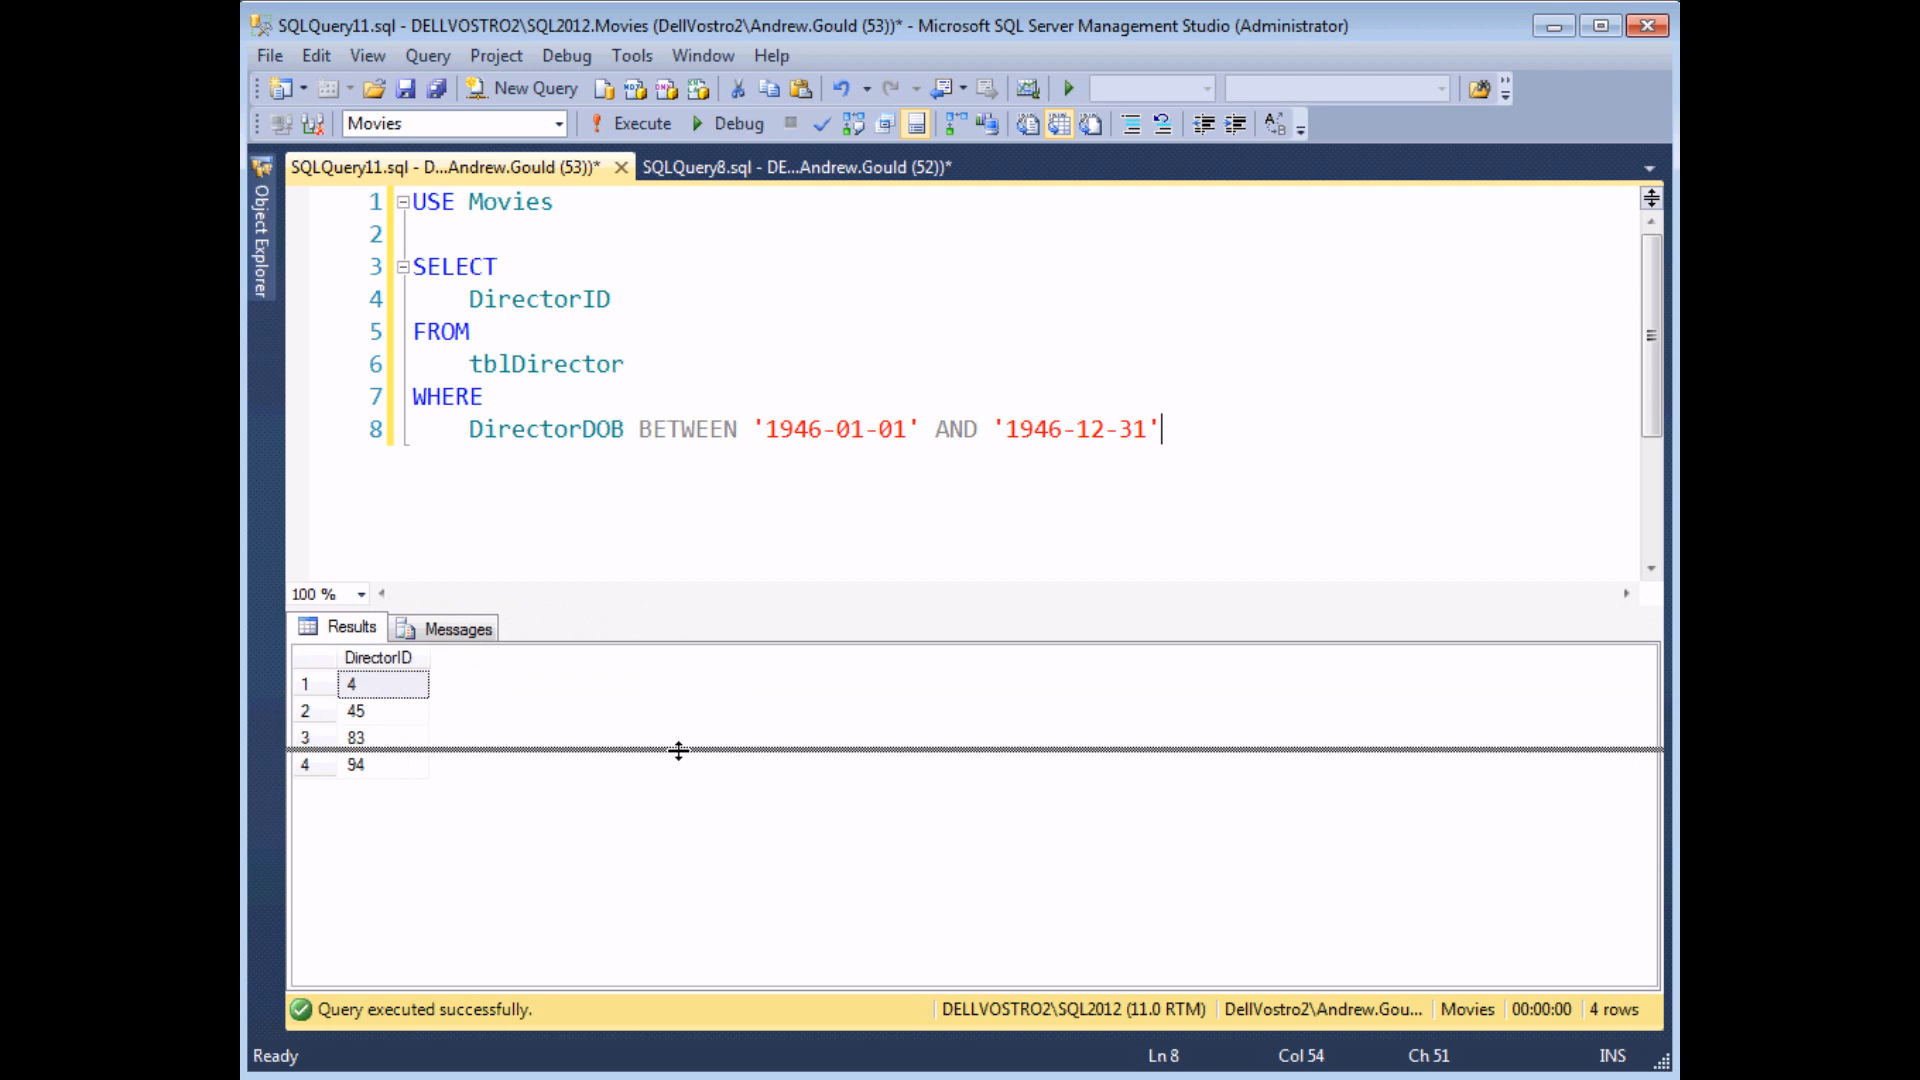 SQLQuery11.sql - DELLVOSTRO2\SQL2012.Movies (DellVostro2\Andrew.Gould (53))* - Microsoft SQL Server Management Studio (Administrator)
File Edit View Query Project Debug Tools Window Help
New Query
Movies Execute Debug
SQLQuery11.sql - D...Andrew.Gould (53))* SQLQuery8.sql - DE...Andrew.Gould (52))*
Object Explorer
1 USE Movies
2
3 SELECT
4 DirectorID
5 FROM
6 tblDirector
7 WHERE
8 DirectorDOB BETWEEN '1946-01-01' AND '1946-12-31'
100 %
Results Messages
DirectorID
1 4
2 45
3 83
4 94
Query executed successfully. DELLVOSTRO2\SQL2012 (11.0 RTM) DellVostro2\Andrew.Gou... Movies 00:00:00 4 rows
Ready Ln 8 Col 54 Ch 51 INS